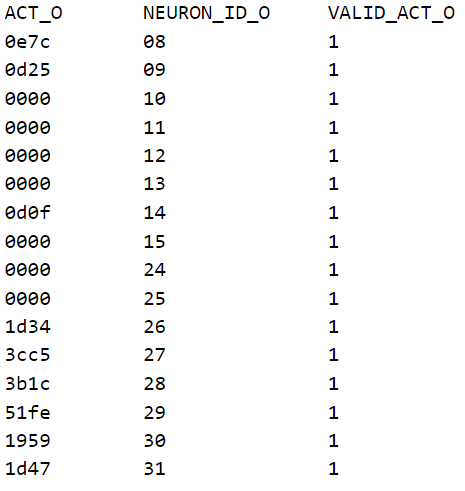 ACT_O NEURON_ID_O VALID_ACT_O
0e7c 08 1
0d25 09 1
0000 10 1
0000 11 1
0000 12 1
0000 13 1
0d0f 14 1
0000 15 1
0000 24 1
0000 25 1
1d34 26 1
3cc5 27 1
3b1c 28 1
51fe 29 1
1959 30 1
1d47 31 1